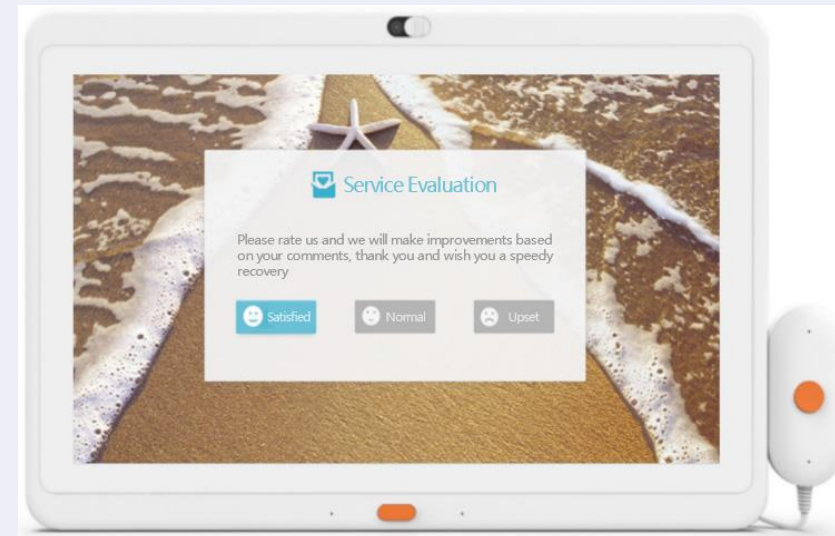 Service Evaluation
Please rate us and we will make improvements based
on your comments, thank you and wish you a speedy
recovery
Satisfied
Normal
Upset